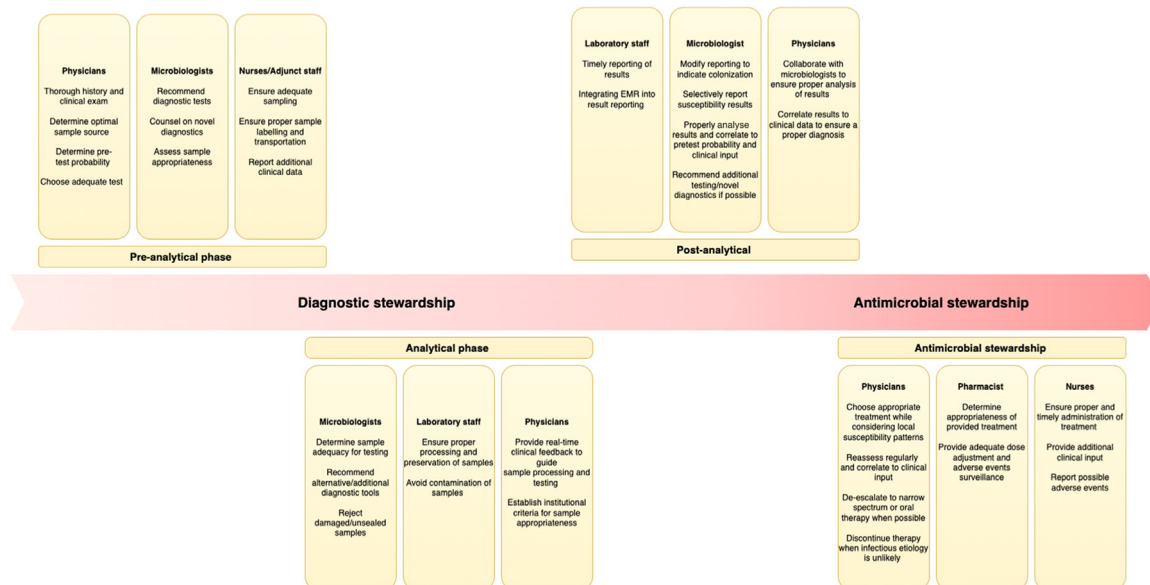 Physicians
Thorough history and
clinical exam
Determine optimal
sample source
Determine pre-
test probability
Choose adequate test
Microbiologists
Recommend
diagnostic tests
Counsel on novel
diagnostics
Assess sample
appropriateness
Nurses/Adjunct staff
Ensure adequate
sampling
Ensure proper sample
labelling and
transportation
Report additional
clinical data
Pre-analytical phase
Laboratory staff
Timely reporting of
results
Integrating EMR into
result reporting
Microbiologist
Modify reporting to
indicate colonization
Selectively report
susceptibility results
Properly analyse
results and correlate to
pretest probability and
clinical input
Recommend additional
testing/novel
diagnostics if possible
Physicians
Collaborate with
microbiologists to
ensure proper analysis
of results
Correlate results to
clinical data to ensure a
proper diagnosis
Post-analytical
Diagnostic stewardship
Antimicrobial stewardship
Analytical phase
Microbiologists
Determine sample
adequacy for testing
Recommend
alternative/additional
diagnostic tools
Reject
damaged/unsealed
samples
Laboratory staff
Ensure proper
processing and
preservation of samples
Avoid contamination of
samples
Physicians
Provide real-time
clinical feedback to
guide
sample processing and
testing
Establish institutional
criteria for sample
appropriateness
Antimicrobial stewardship
Physicians
Choose appropriate
treatment while
considering local
susceptibility patterns
Reassess regularly
and correlate to clinical
input
De-escalate to narrow
spectrum or oral
therapy when possible
Discontinue therapy
when infectious etiology
is unlikely
Pharmacist
Determine
appropriateness of
provided treatment
Provide adequate dose
adjustment and
adverse events
surveillance
Nurses
Ensure proper and
timely administration of
treatment
Provide additional
clinical input
Report possible
adverse events